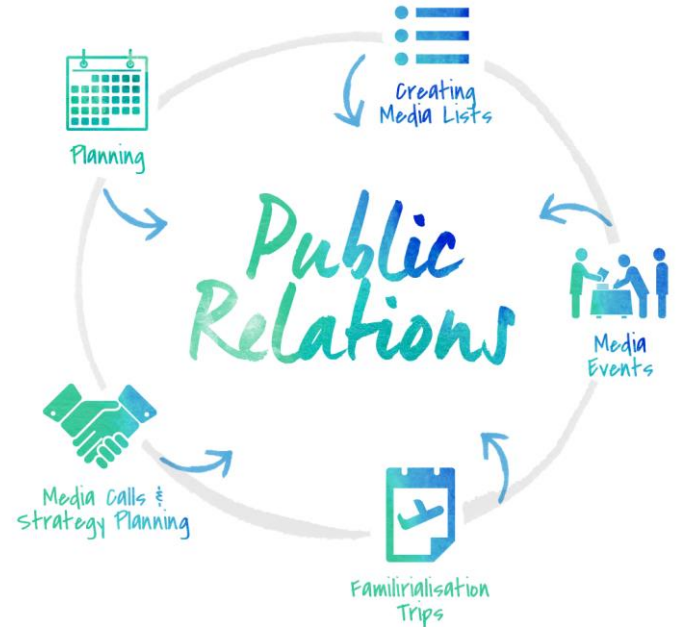 Creating
Media Lists
Planning
Public
Relations
Media
Events
Media Calls &
Strategy Planning
Familirialisation
Trips